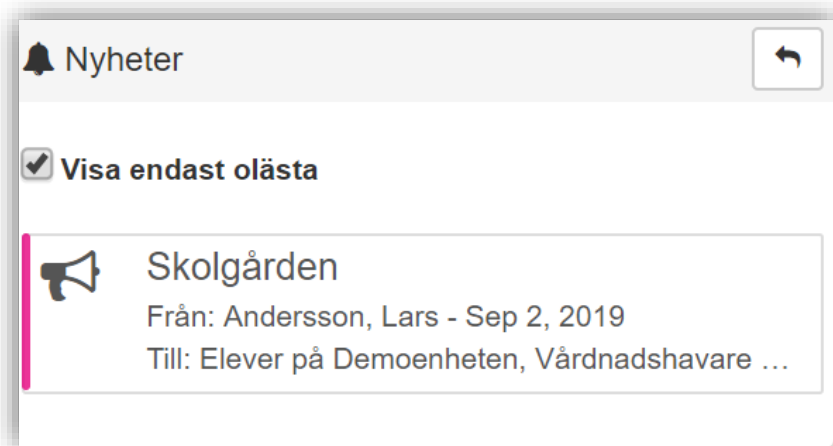 Nyheter
Visa endast olästa
Skolgården
Från: Andersson, Lars - Sep 2, 2019
Till: Elever på Demoenheten, Vårdnadshavare …